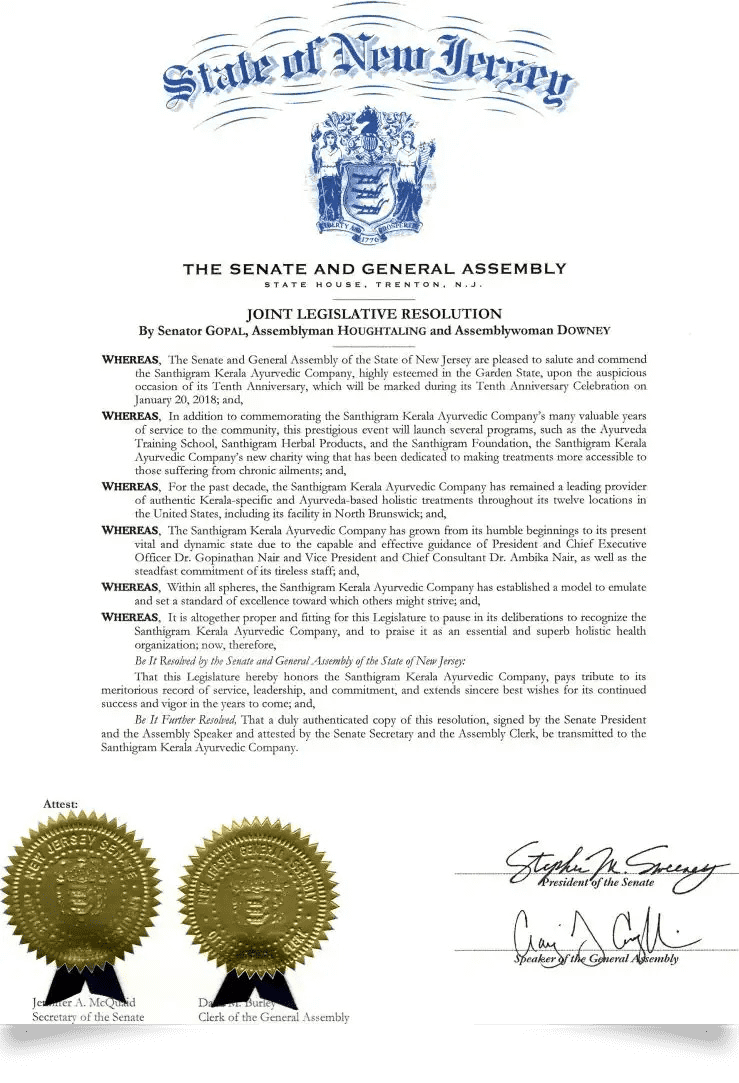 State of New Jersey
LIBERTY AND PROSPERITY
1776
THE SENATE AND GENERAL ASSEMBLY
STATE HOUSE, TRENTON, N.J.
JOINT LEGISLATIVE RESOLUTION
By Senator GOPAL, Assemblyman HOUGHTALING and Assemblywoman DOWNEY
WHEREAS, The Senate and General Assembly of the State of New Jersey are pleased to salute and commend
the Santhigram Kerala Ayurvedic Company, highly esteemed in the Garden State, upon the auspicious
occasion of its Tenth Anniversary, which will be marked during its Tenth Anniversary Celebration on
January 20, 2018; and,
WHEREAS, In addition to commemorating the Santhigram Kerala Ayurvedic Company's many valuable years
of service to the community, this prestigious event will launch several programs, such as the Ayurveda
Training School, Santhigram Herbal Products, and the Santhigram Foundation, the Santhigram Kerala
Ayurvedic Company's new charity wing that has been dedicated to making treatments more accessible to
those suffering from chronic ailments; and,
WHEREAS, For the past decade, the Santhigram Kerala Ayurvedic Company has remained a leading provider
of authentic Kerala-specific and Ayurveda-based holistic treatments throughout its twelve locations in
the United States, including its facility in North Brunswick; and,
WHEREAS, The Santhigram Kerala Ayurvedic Company has grown from its humble beginnings to its present
vital and dynamic state due to the capable and effective guidance of President and Chief Executive
Officer Dr. Gopinathan Nair and Vice President and Chief Consultant Dr. Ambika Nair, as well as the
steadfast commitment of its tireless staff; and,
WHEREAS, Within all spheres, the Santhigram Kerala Ayurvedic Company has established a model to emulate
and set a standard of excellence toward which others might strive; and,
WHEREAS, It is altogether proper and fitting for this Legislature to pause in its deliberations to recognize the
Santhigram Kerala Ayurvedic Company, and to praise it as an essential and superb holistic health
organization; now, therefore,
Be It Resolved by the Senate and General Assembly of the State of New Jersey:
That this Legislature hereby honors the Santhigram Kerala Ayurvedic Company, pays tribute to its
meritorious record of service, leadership, and commitment, and extends sincere best wishes for its continued
success and vigor in the years to come; and,
Be It Further Resolved, That a duly authenticated copy of this resolution, signed by the Senate President
and the Assembly Speaker and attested by the Senate Secretary and the Assembly Clerk, be transmitted to the
Santhigram Kerala Ayurvedic Company.
Attest:
NEW JERSEY SENATE
NEW JERSEY GENERAL
Stephen M. Sweeney
President of the Senate
Speaker of the General Assembly
Jennifer A. McQuaid
Secretary of the Senate
M. Burley
Clerk of the General Assembly